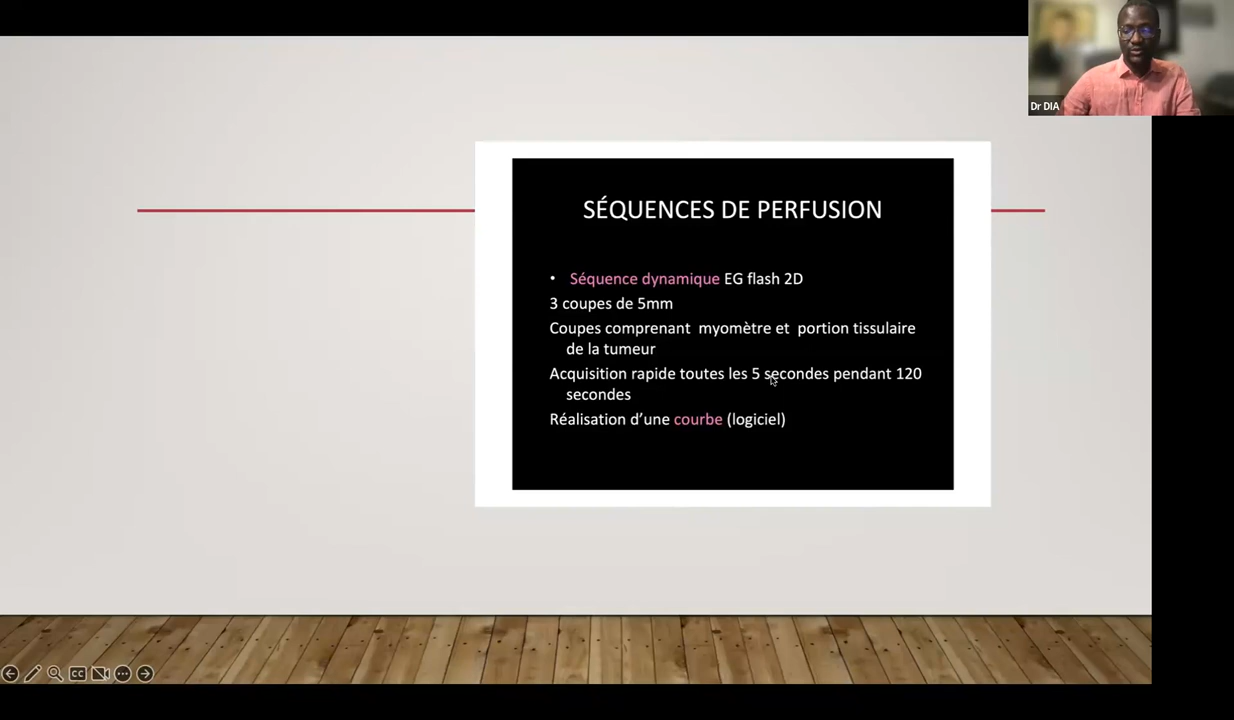 Dr DIA
SÉQUENCES DE PERFUSION
• Séquence dynamique EG flash 2D
3 coupes de 5mm
Coupes comprenant myomètre et portion tissulaire
de la tumeur
Acquisition rapide toutes les 5 secondes pendant 120
secondes
Réalisation d’une courbe (logiciel)
CC